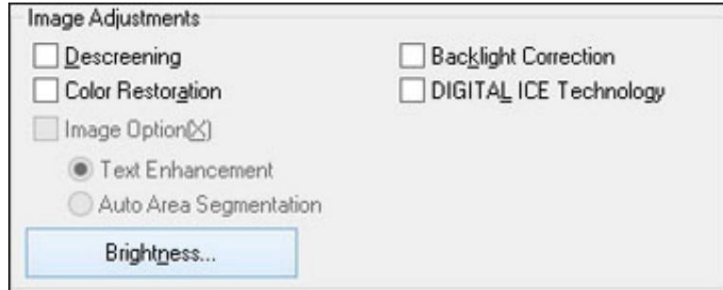 Image Adjustments
Descreening
Backlight Correction
Color Restoration
DIGITAL ICE Technology
Image Option(X)
Text Enhancement
Auto Area Segmentation
Brightness...